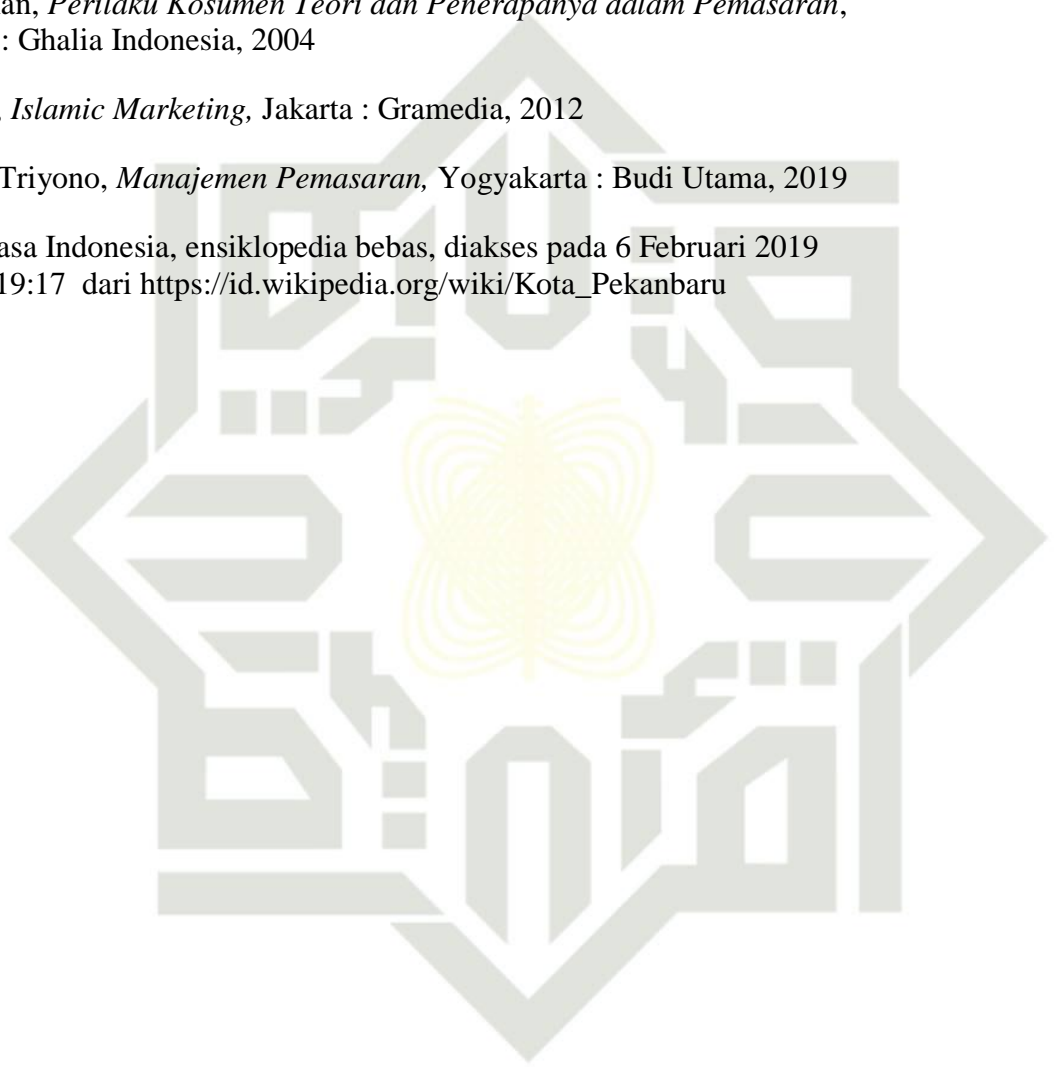 an, Perilaku Kosumen Teori dan Penerapanya dalam Pemasaran,
: Ghalia Indonesia, 2004
, Islamic Marketing, Jakarta : Gramedia, 2012
Triyono, Manajemen Pemasaran, Yogyakarta : Budi Utama, 2019
asa Indonesia, ensiklopedia bebas, diakses pada 6 Februari 2019
19:17 dari https://id.wikipedia.org/wiki/Kota_Pekanbaru